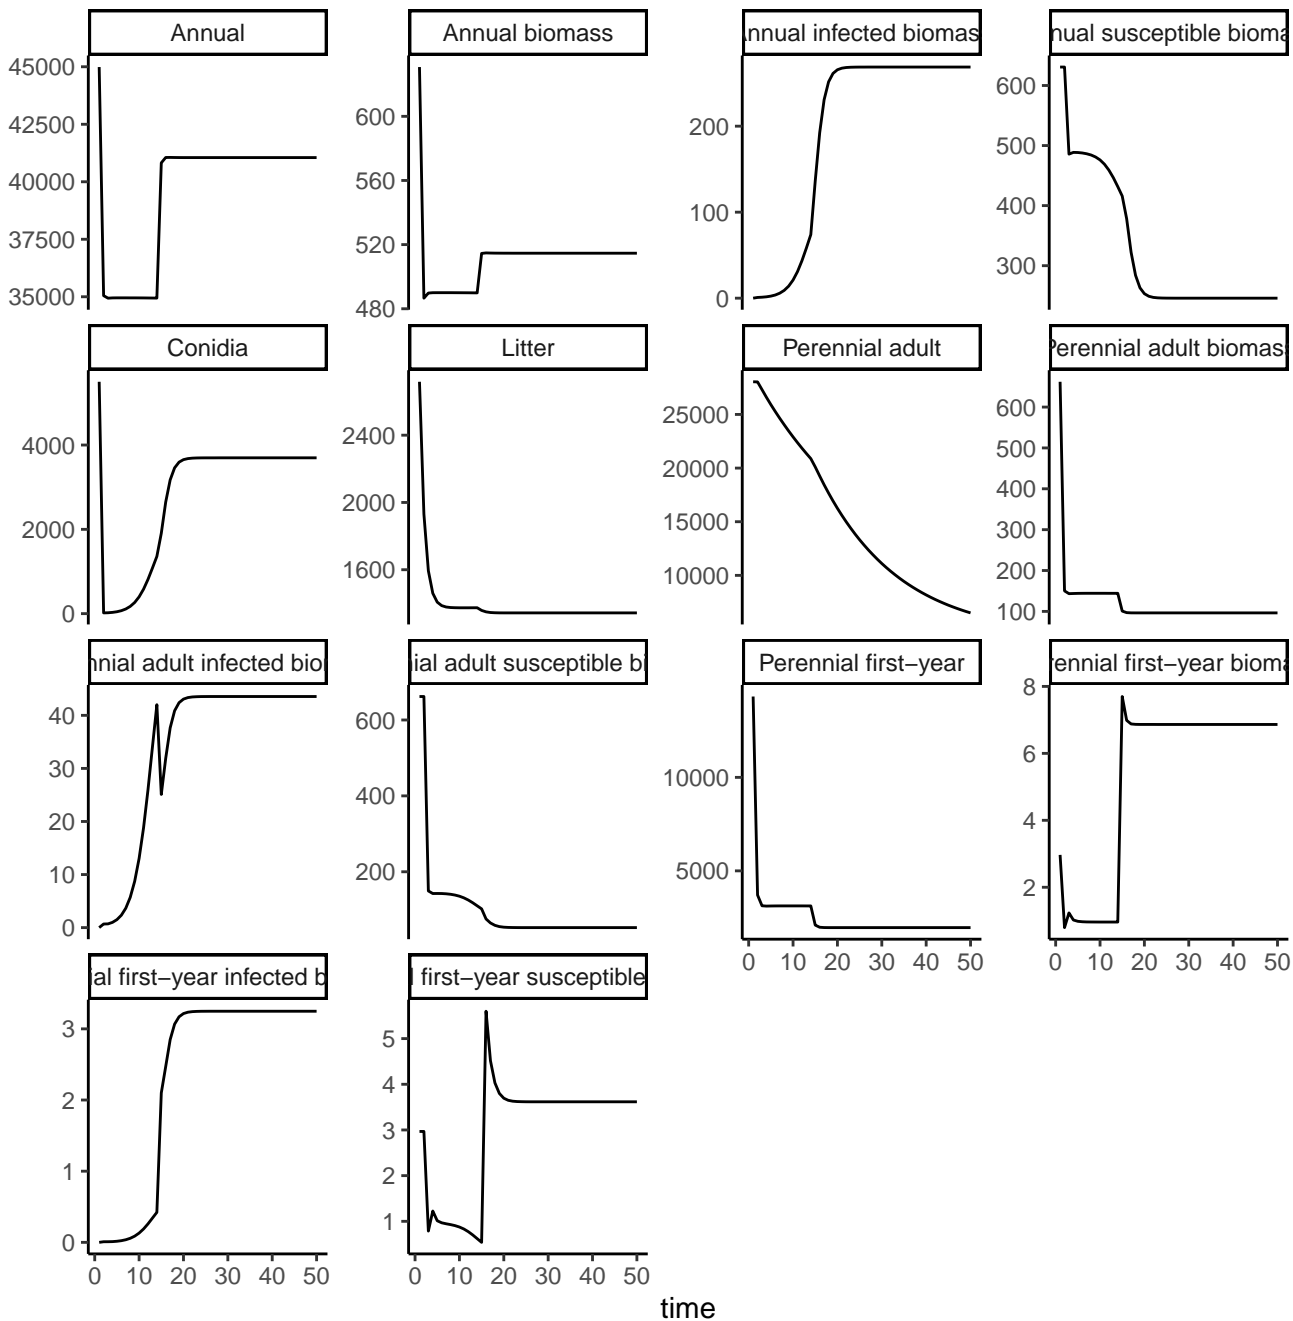 Annual
Annual biomass
Annual infected biomas
nual susceptible bioma
45000
42500
40000
37500
35000
600
560
520
480
200
100
0
600
500
400
300
Conidia
Litter
Perennial adult
Perennial adult biomass
4000
2000
0
2400
2000
1600
25000
20000
15000
10000
600
500
400
300
200
100
nnial adult infected bior
nial adult susceptible bi
Perennial first−year
rennial first−year bioma
40
30
20
10
0
600
400
200
10000
5000
8
6
4
2
0 10 20 30 40 50
0 10 20 30 40 50
ial first−year infected b
l first−year susceptible
3
2
1
0
5
4
3
2
1
0 10 20 30 40 50
0 10 20 30 40 50
time